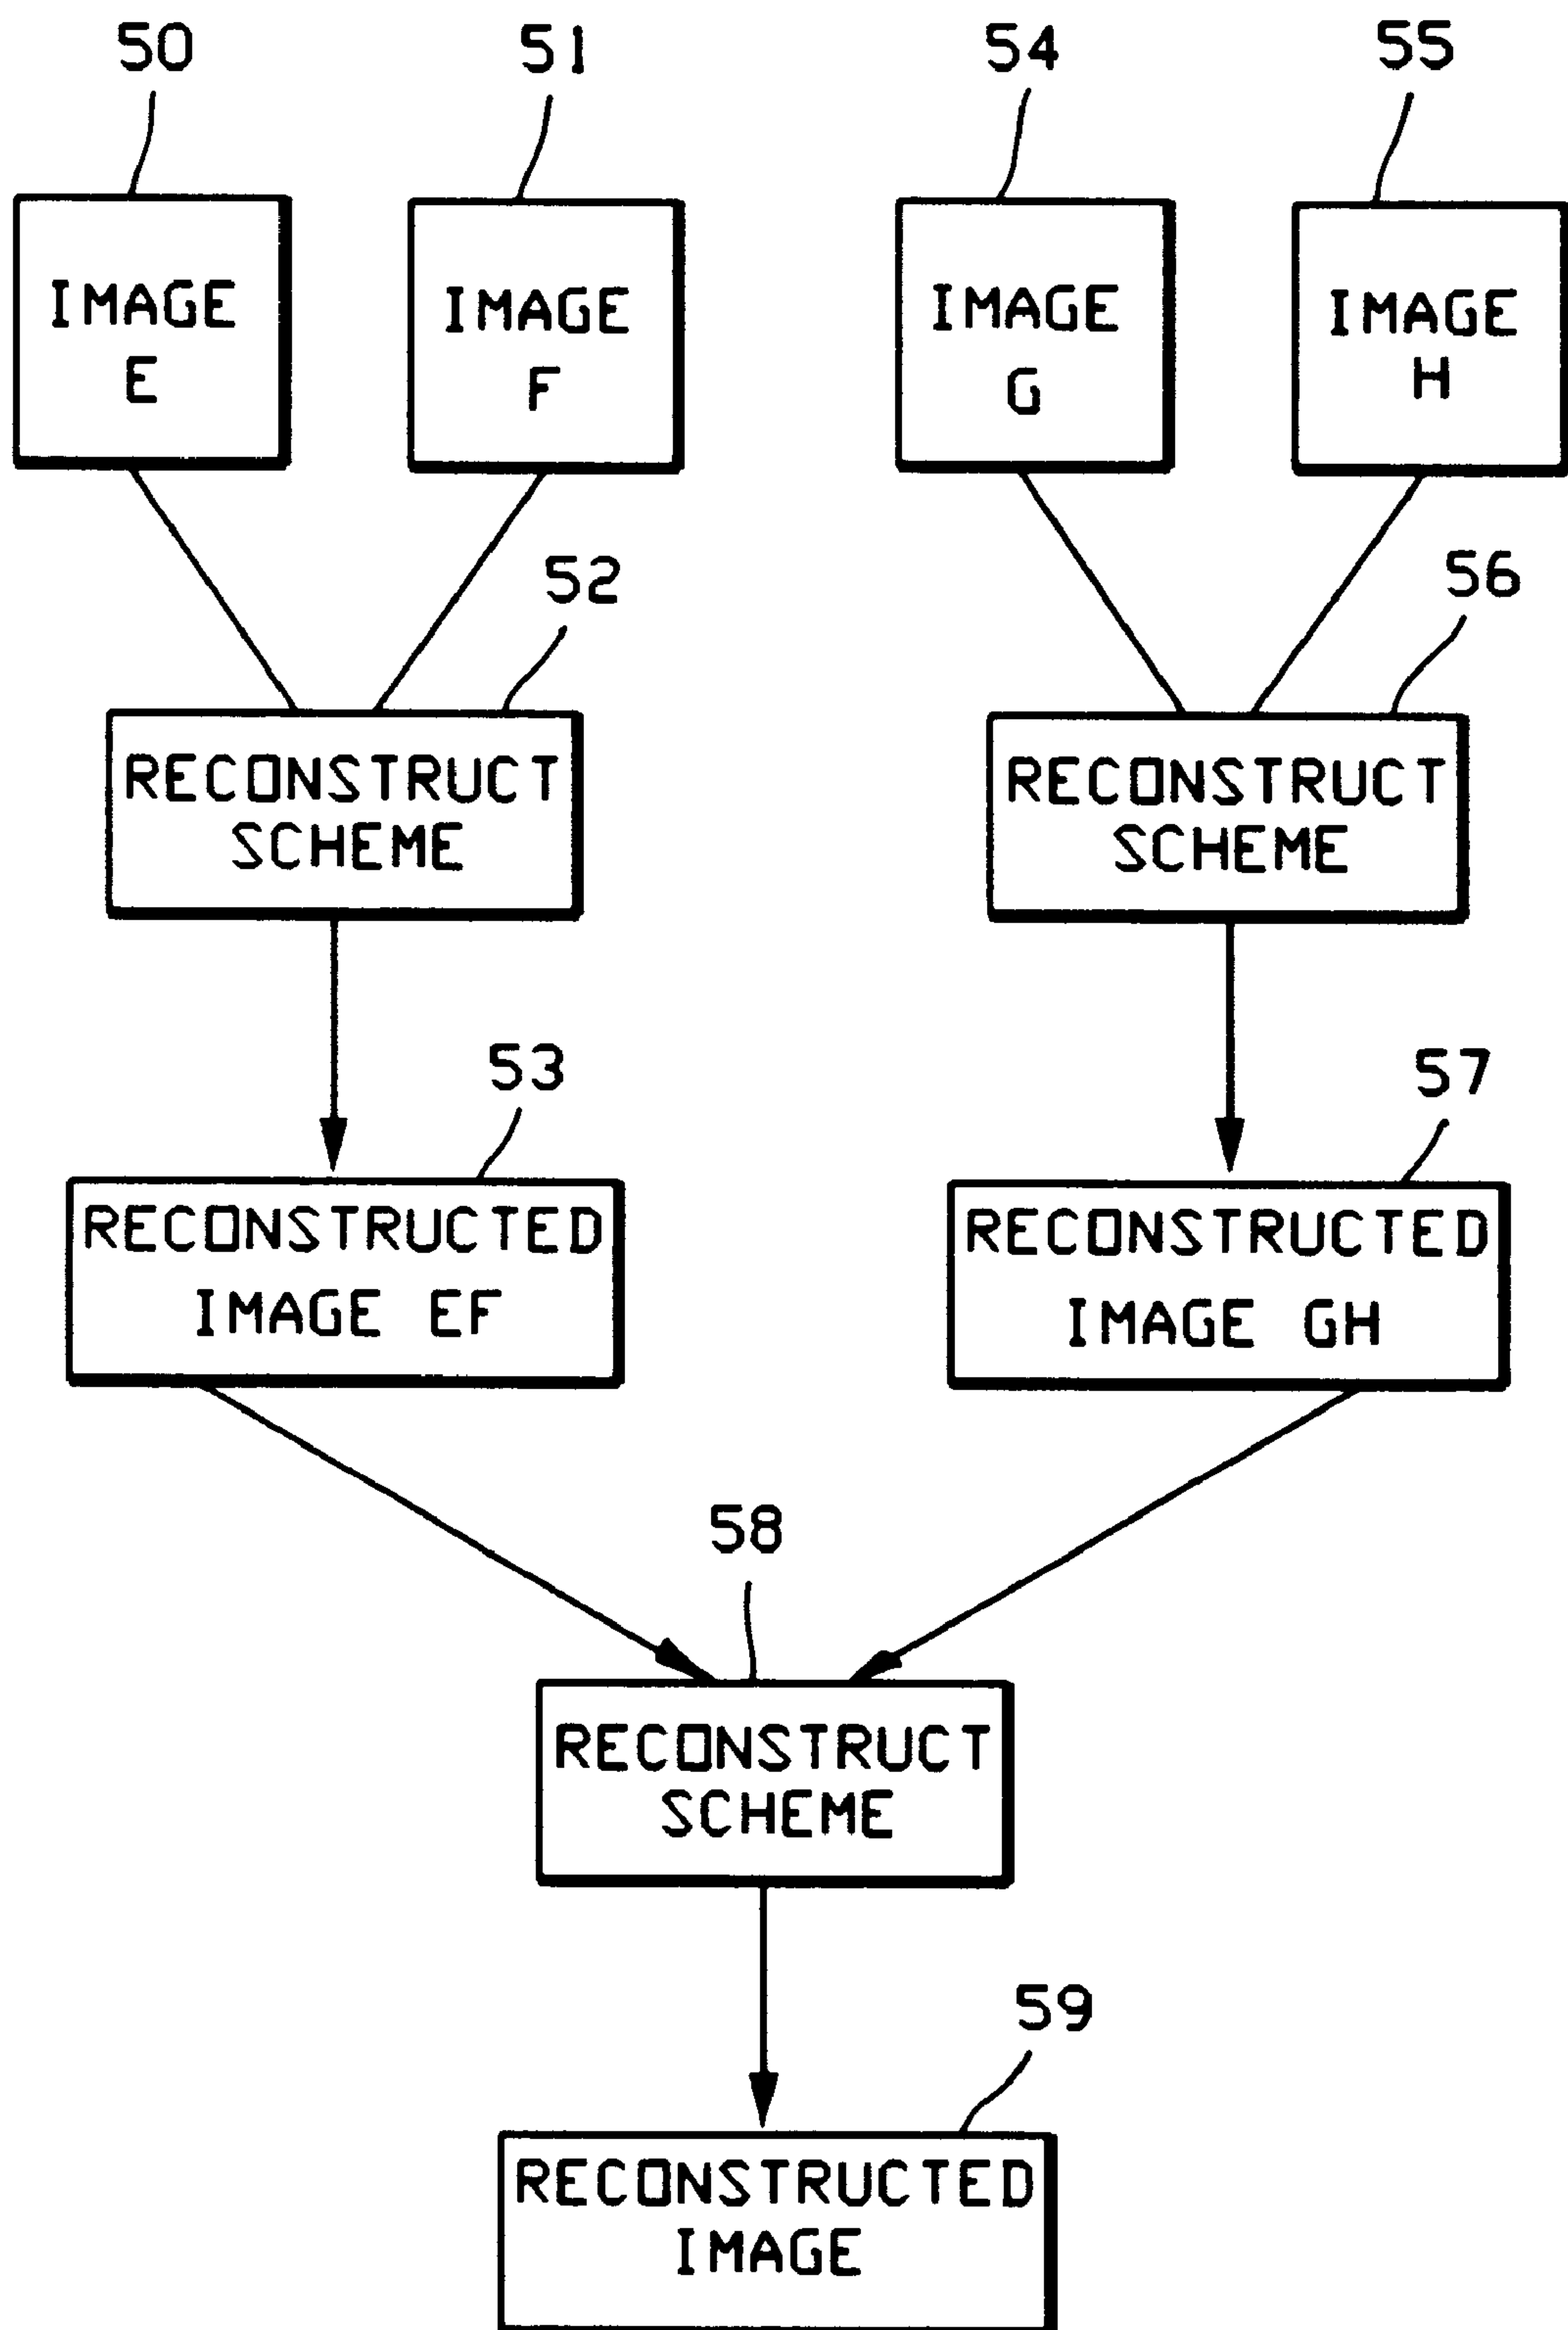 50
51
54
55
IMAGE
E
IMAGE
F
IMAGE
G
IMAGE
H
52
56
RECONSTRUCT
SCHEME
RECONSTRUCT
SCHEME
53
57
RECONSTRUCTED
IMAGE EF
RECONSTRUCTED
IMAGE GH
58
RECONSTRUCT
SCHEME
59
RECONSTRUCTED
IMAGE